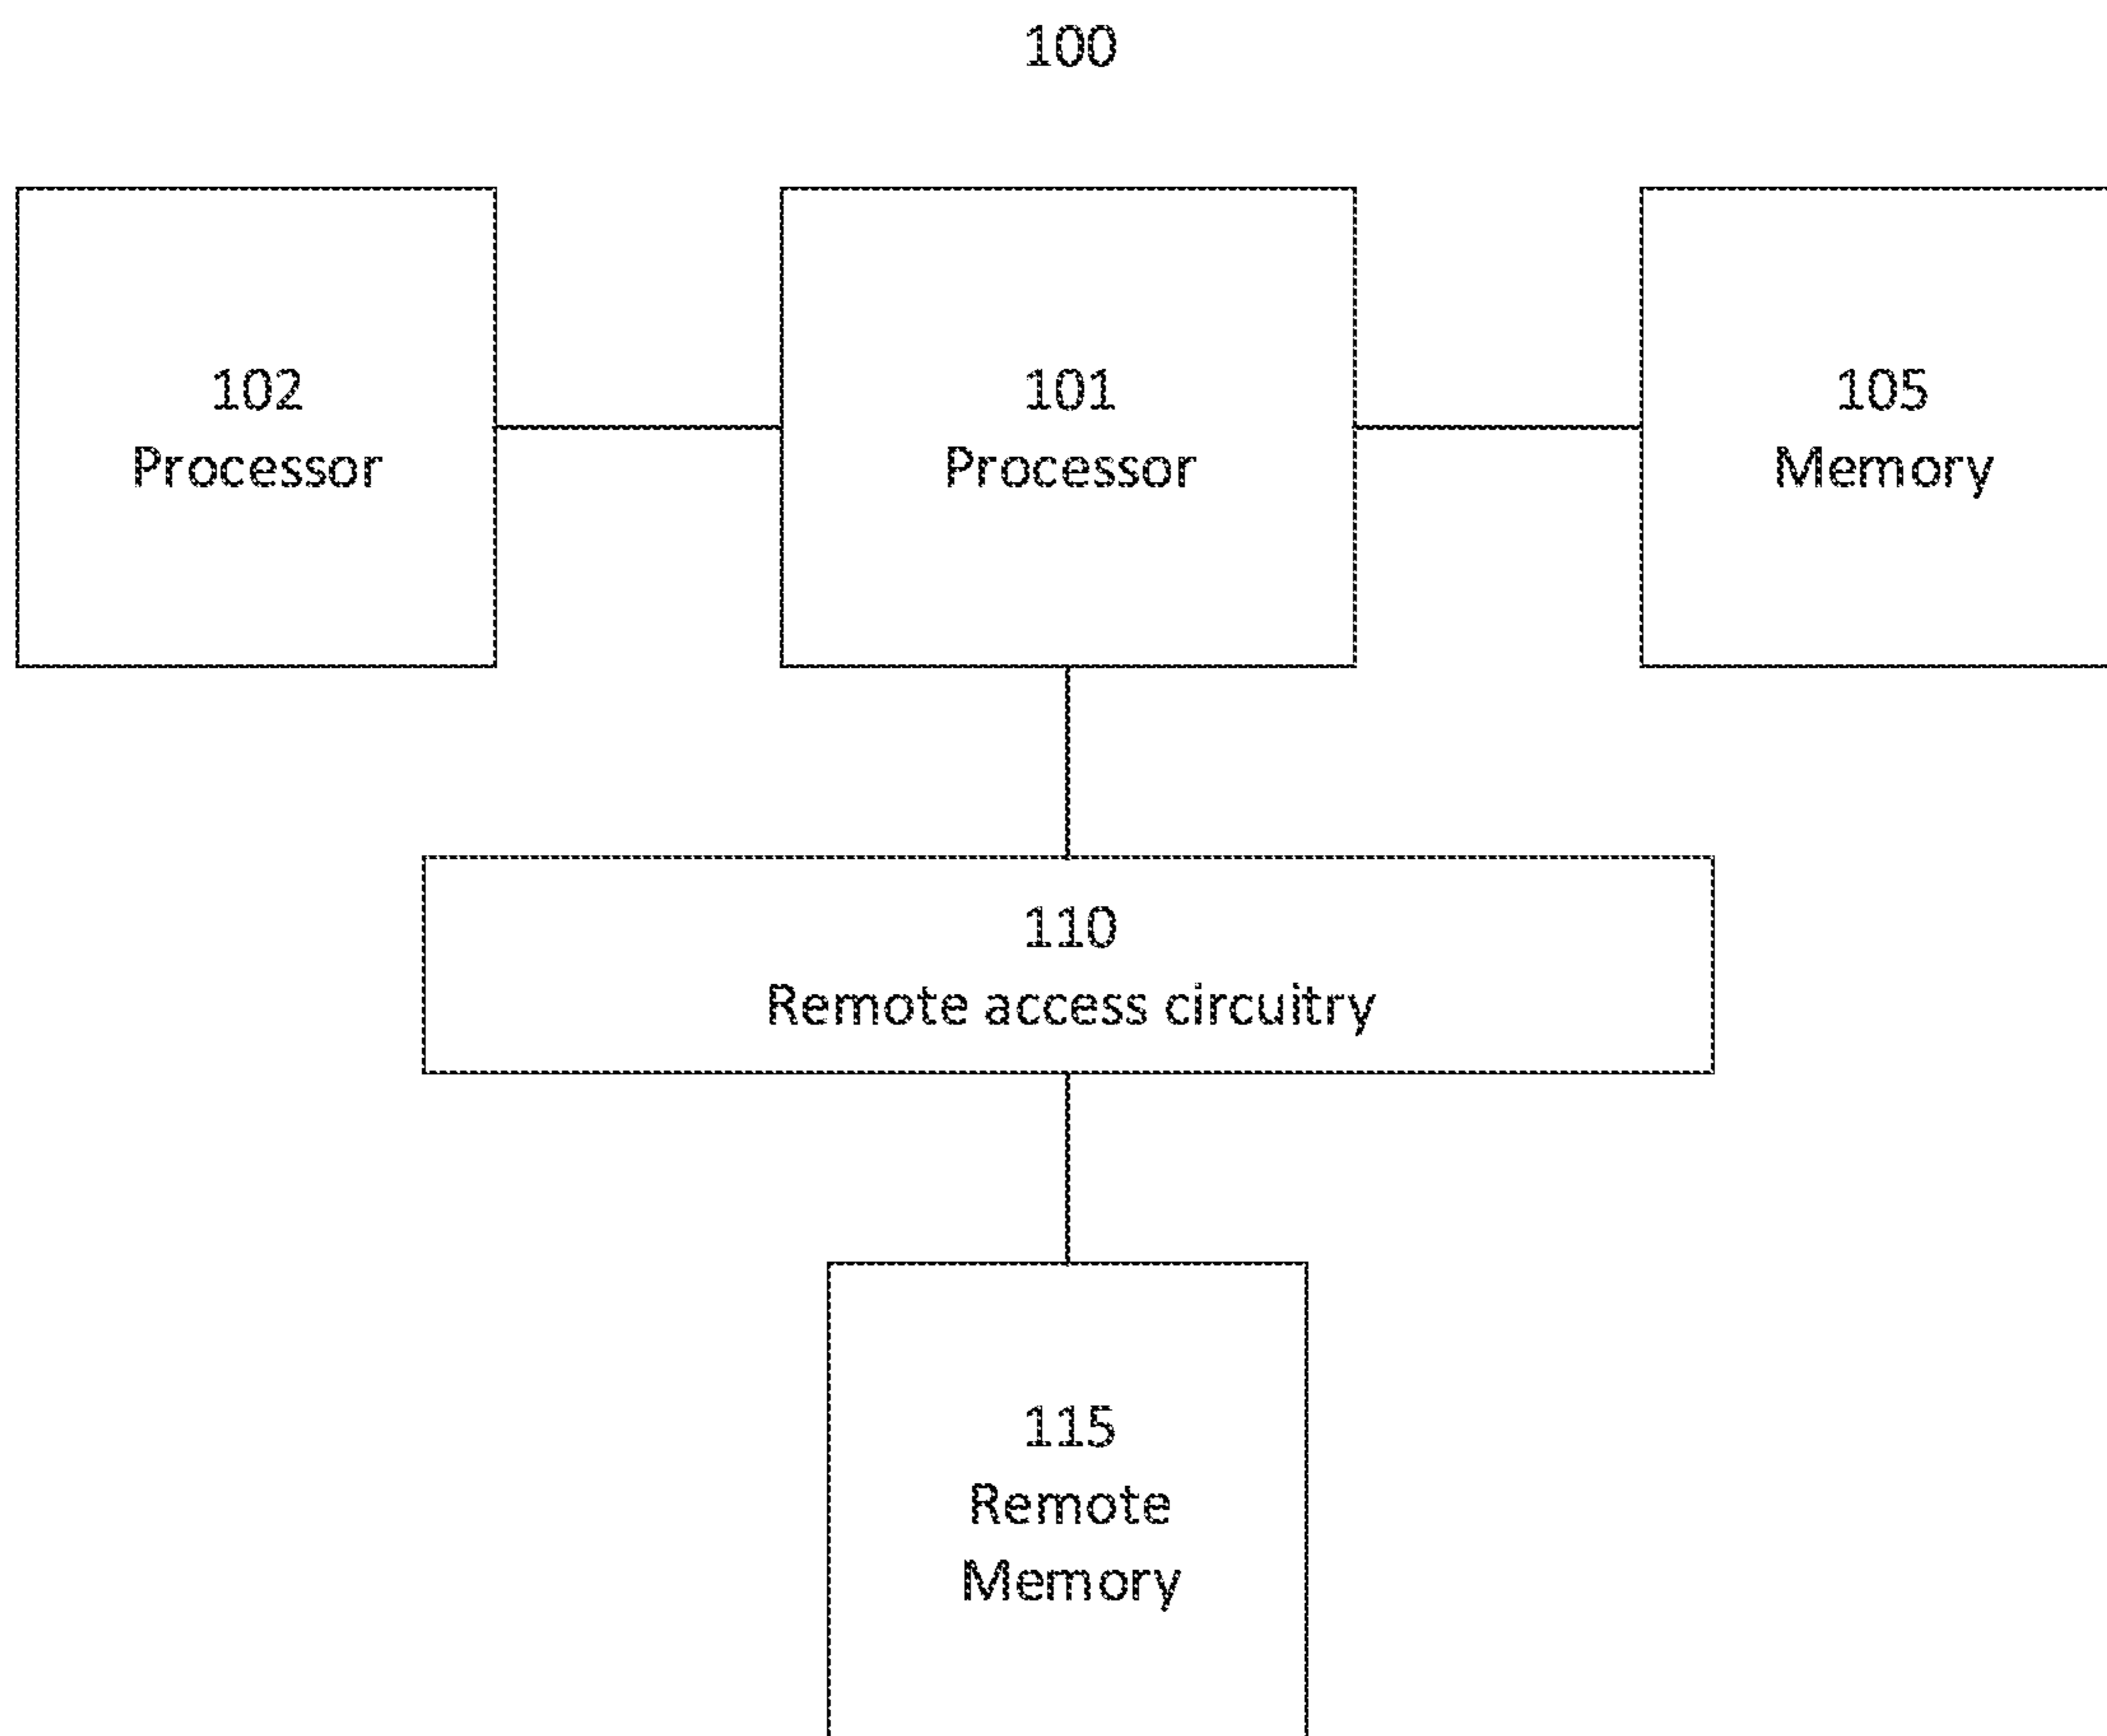 100
102
Processor
101
Processor
105
Memory
110
Remote access circuitry
115
Remote
Memory